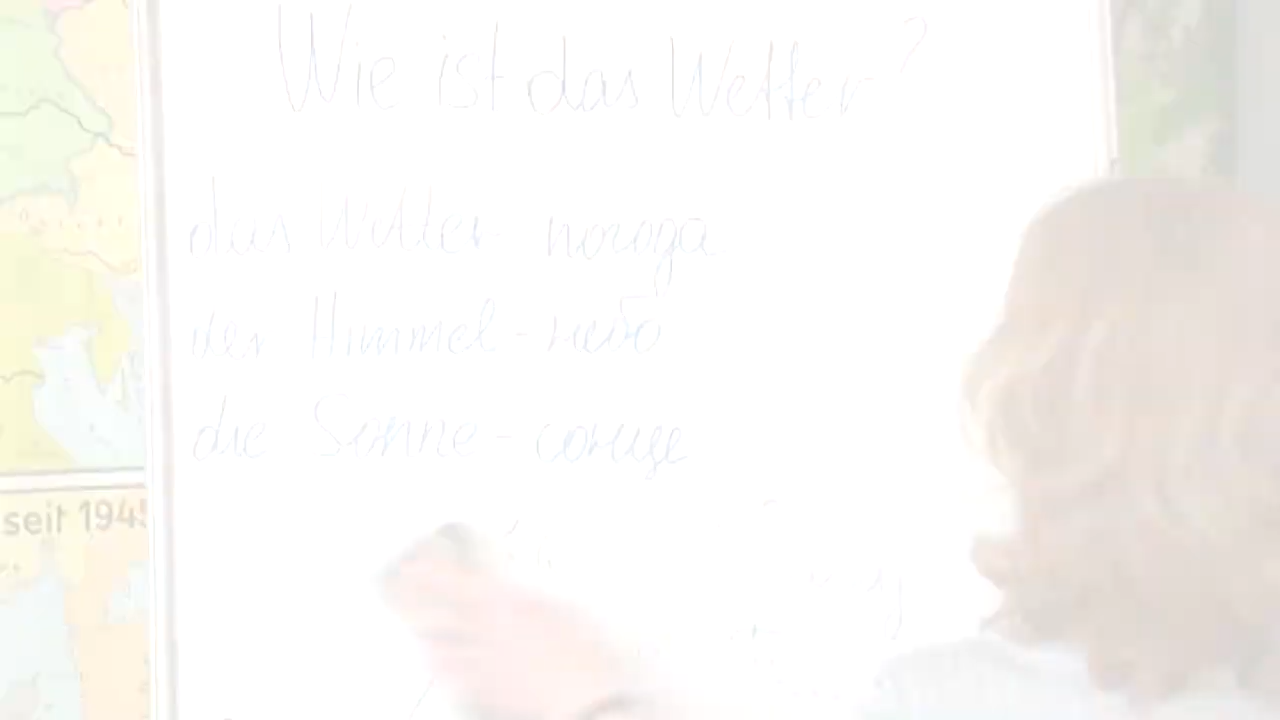 Wie ist das Wetter?
das Wetter - погода
der Himmel - небо
die Sonne - солнце
seit 1945